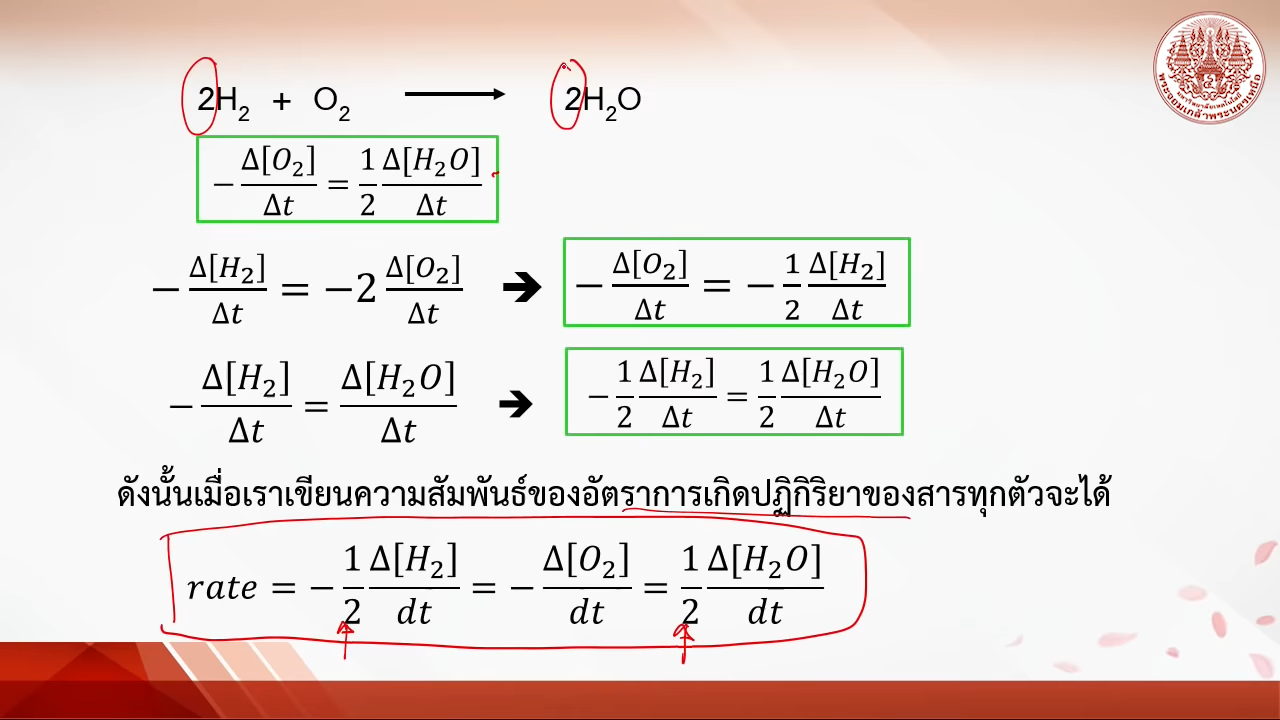 2H₂ + O₂ ⟶ 2H₂O
−Δ[O₂]/Δt = 1/2 Δ[H₂O]/Δt
−Δ[H₂]/Δt = −2 Δ[O₂]/Δt ➔ −Δ[O₂]/Δt = −1/2 Δ[H₂]/Δt
−Δ[H₂]/Δt = Δ[H₂O]/Δt ➔ −1/2 Δ[H₂]/Δt = 1/2 Δ[H₂O]/Δt
ดังนั้นเมื่อเราเขียนความสัมพันธ์ของอัตราการเกิดปฏิกิริยาของสารทุกตัวจะได้
rate = −1/2 Δ[H₂]/dt = −Δ[O₂]/dt = 1/2 Δ[H₂O]/dt